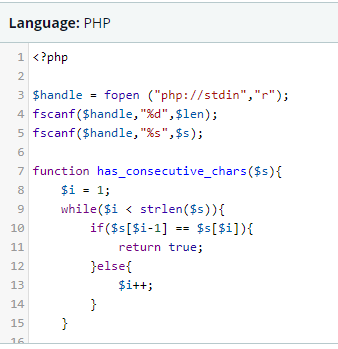 Language: PHP
1 <?php
2
3 $handle = fopen ("php://stdin","r");
4 fscanf($handle,"%d",$len);
5 fscanf($handle,"%s",$s);
6
7 function has_consecutive_chars($s){
8     $i = 1;
9     while($i < strlen($s)){
10         if($s[$i-1] == $s[$i]){
11             return true;
12         }else{
13             $i++;
14         }
15     }
16